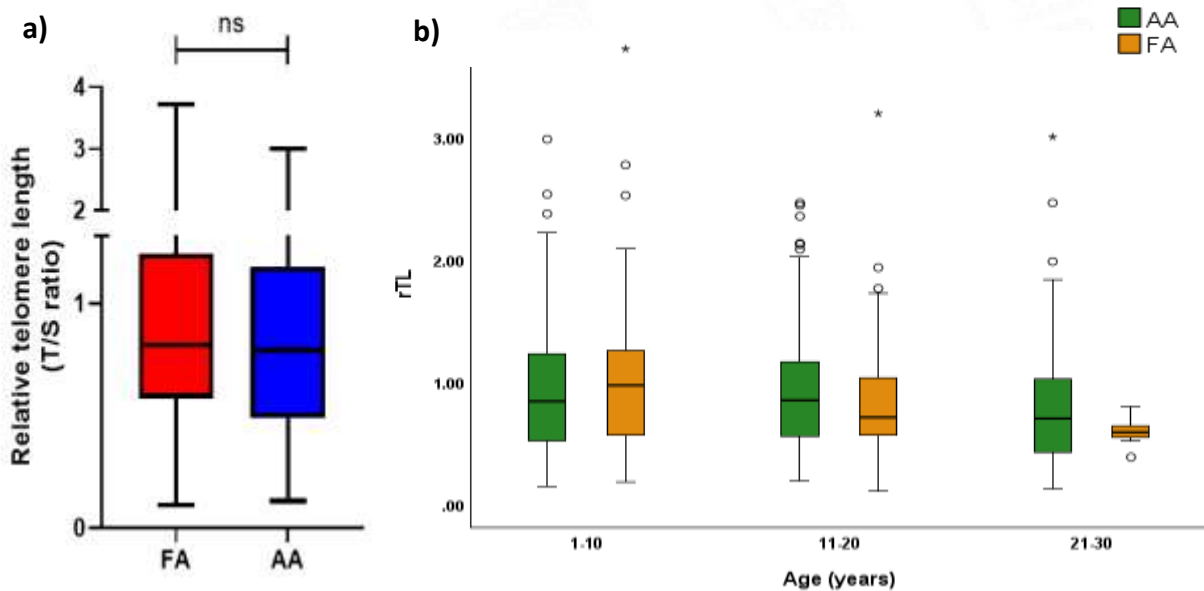 a)
ns
4
3
2
1
0
Relative telomere length
(T/S ratio)
FA
AA
b)
AA
FA
3.00
2.00
1.00
.00
rTL
1-10
11-20
21-30
Age (years)